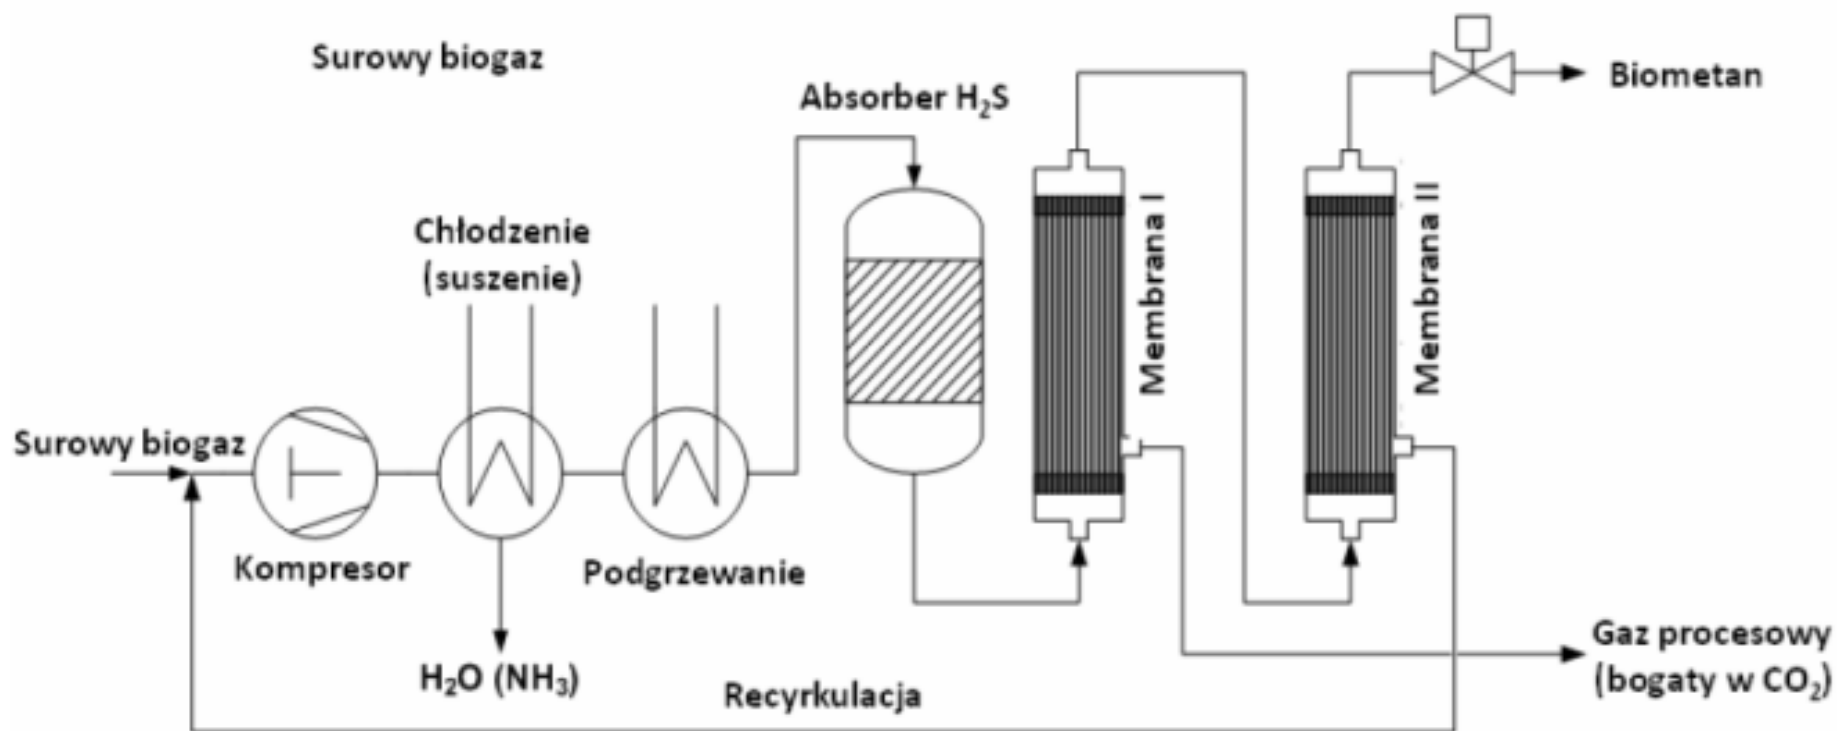 Surowy biogaz
Absorber H₂S
Biometan
Chłodzenie
(suszenie)
Membrana I
Membrana II
Surowy biogaz
Kompresor
Podgrzewanie
H₂O (NH₃)
Recyrkulacja
Gaz procesowy
(bogaty w CO₂)